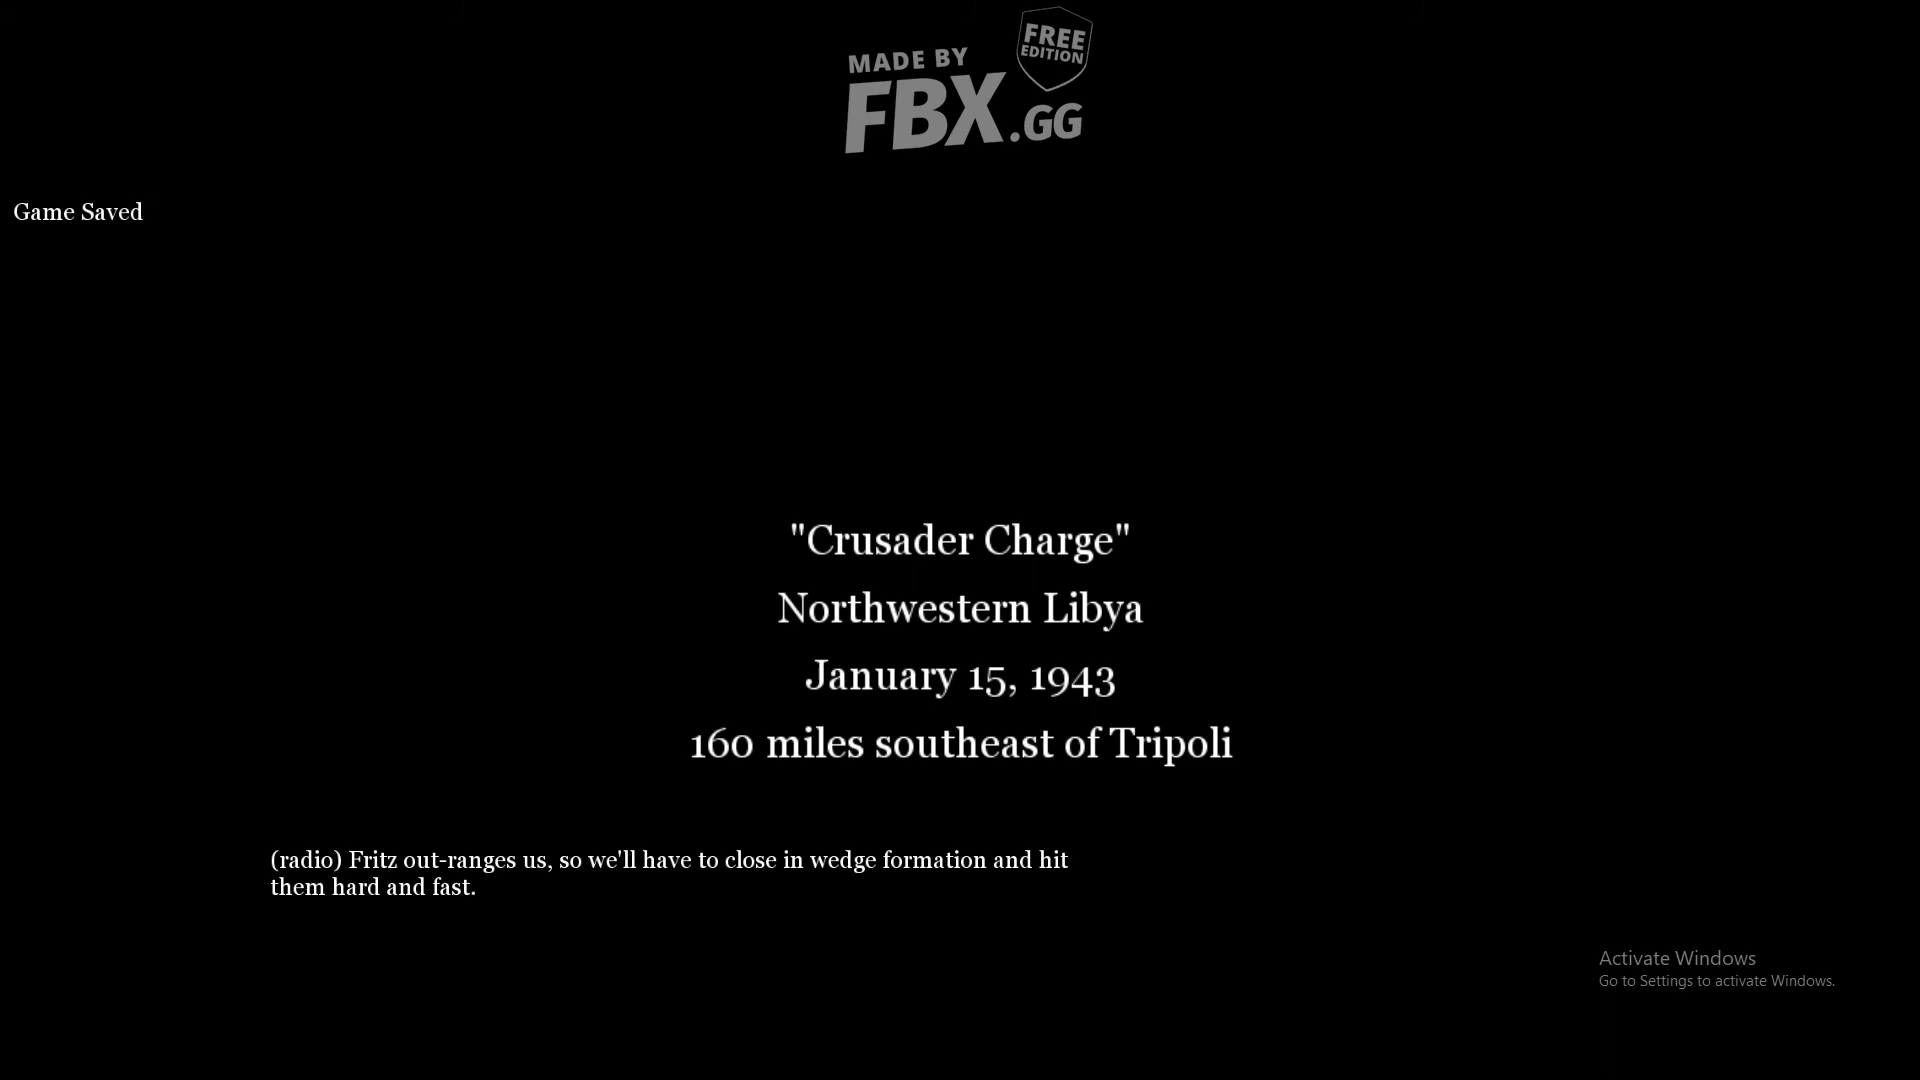 MADE BY
FREE
EDITION
FBX.GG
Game Saved
"Crusader Charge"
Northwestern Libya
January 15, 1943
160 miles southeast of Tripoli
(radio) Fritz out-ranges us, so we'll have to close in wedge formation and hit
them hard and fast.
Activate Windows
Go to Settings to activate Windows.